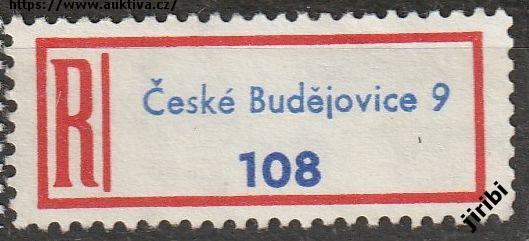 https://www.auktiva.cz/
R
České Budějovice 9
108
jiribi